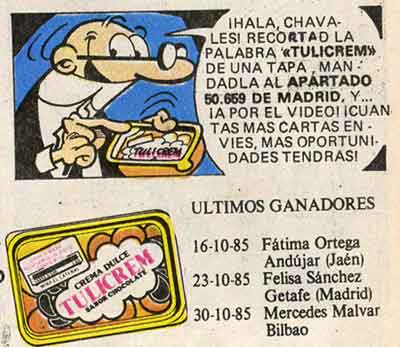 ¡HALA, CHAVA-
LES! RECORTAD LA
PALABRA «TULICREM»
DE UNA TAPA, MAN-
DADLA AL APARTADO
50.659 DE MADRID, Y...
¡A POR EL VIDEO! ¡CUAN
TAS MAS CARTAS EN-
VIES, MAS OPORTUNI-
DADES TENDRAS!
TULICREM
ULTIMOS GANADORES
16-10-85 Fátima Ortega
Andújar (Jaén)
23-10-85 Felisa Sánchez
Getafe (Madrid)
30-10-85 Mercedes Malvar
Bilbao
CREMA DULCE
TULICREM
SABOR CHOCOLATE